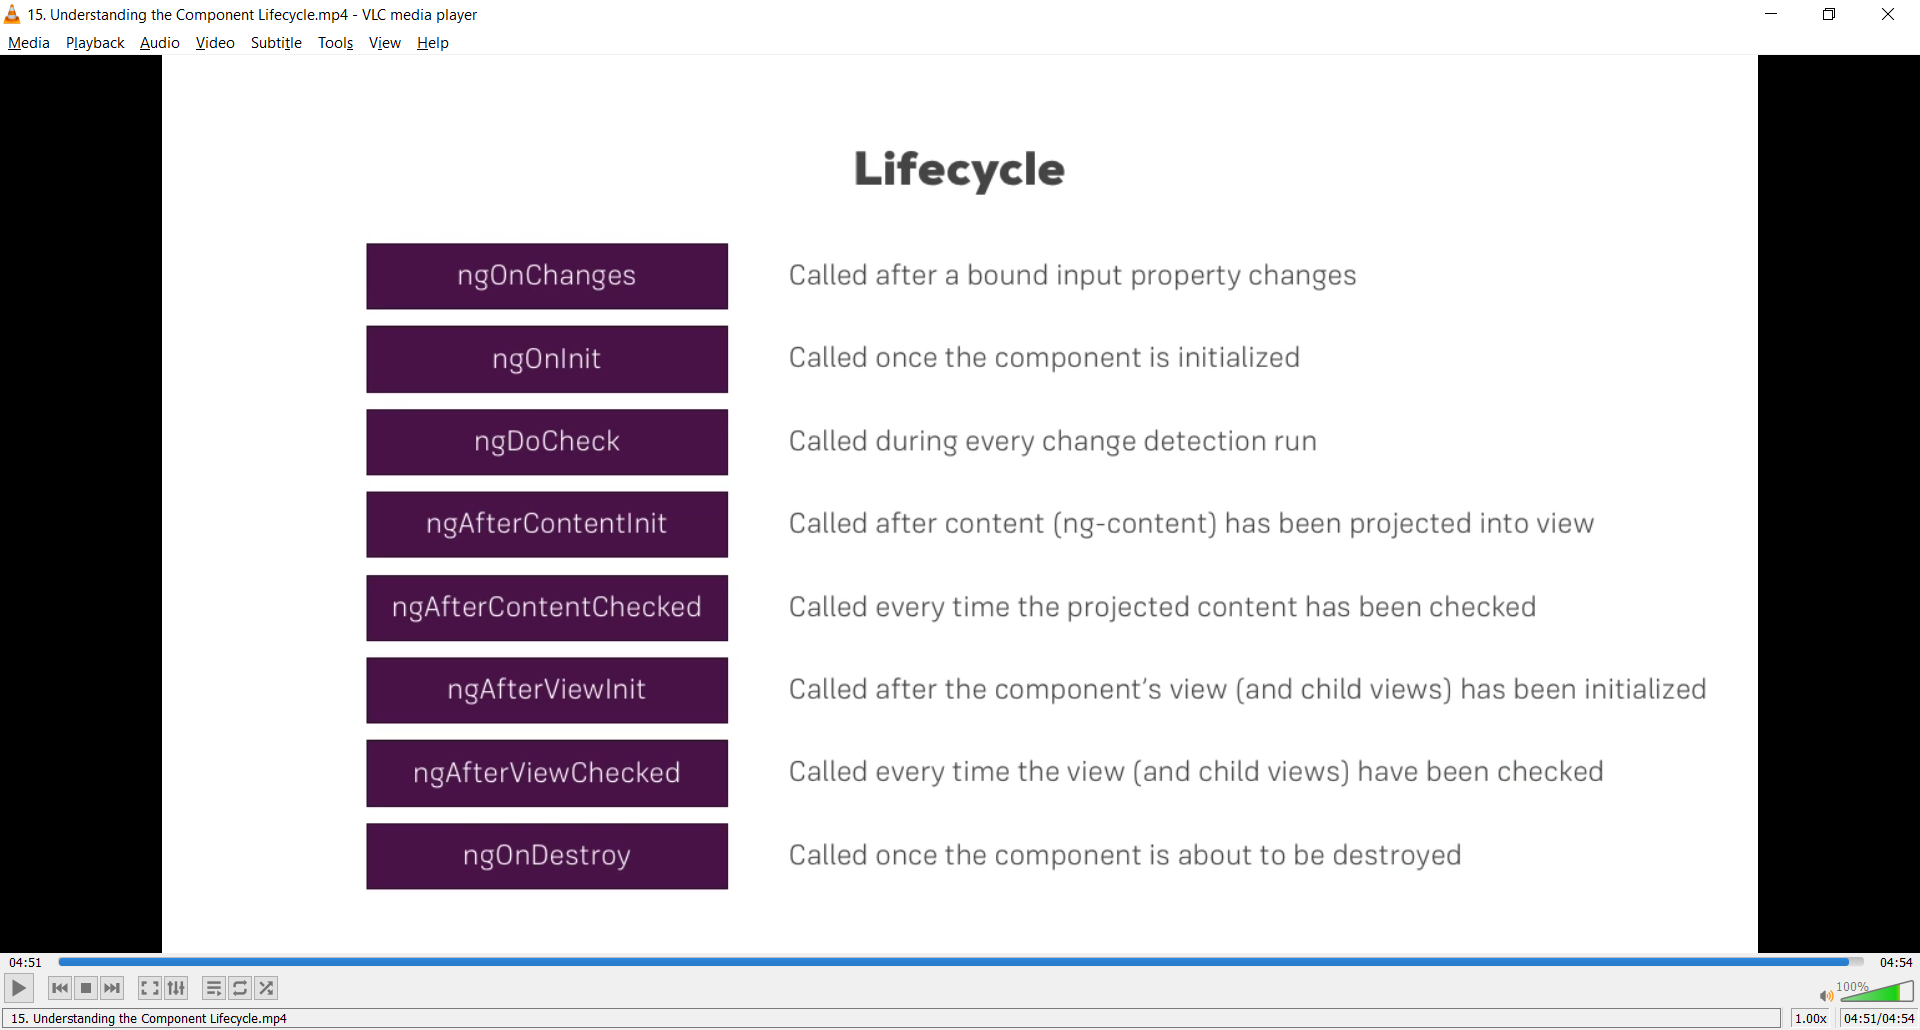 15. Understanding the Component Lifecycle.mp4 - VLC media player
Media Playback Audio Video Subtitle Tools View Help
Lifecycle
ngOnChanges Called after a bound input property changes
ngOnInit Called once the component is initialized
ngDoCheck Called during every change detection run
ngAfterContentInit Called after content (ng-content) has been projected into view
ngAfterContentChecked Called every time the projected content has been checked
ngAfterViewInit Called after the component’s view (and child views) has been initialized
ngAfterViewChecked Called every time the view (and child views) have been checked
ngOnDestroy Called once the component is about to be destroyed
04:51 04:54
100%
15. Understanding the Component Lifecycle.mp4 1.00x 04:51/04:54